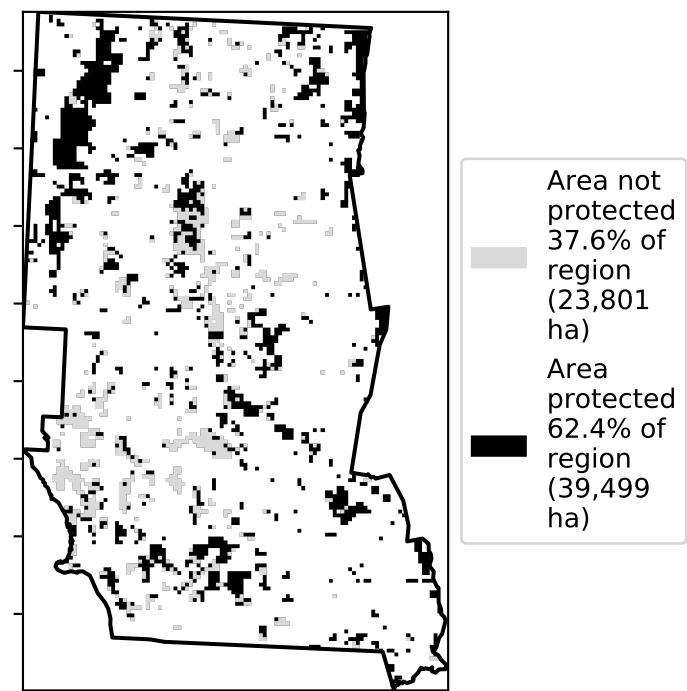 Area not
protected
37.6% of
region
(23,801
ha)
Area
protected
62.4% of
region
(39,499
ha)